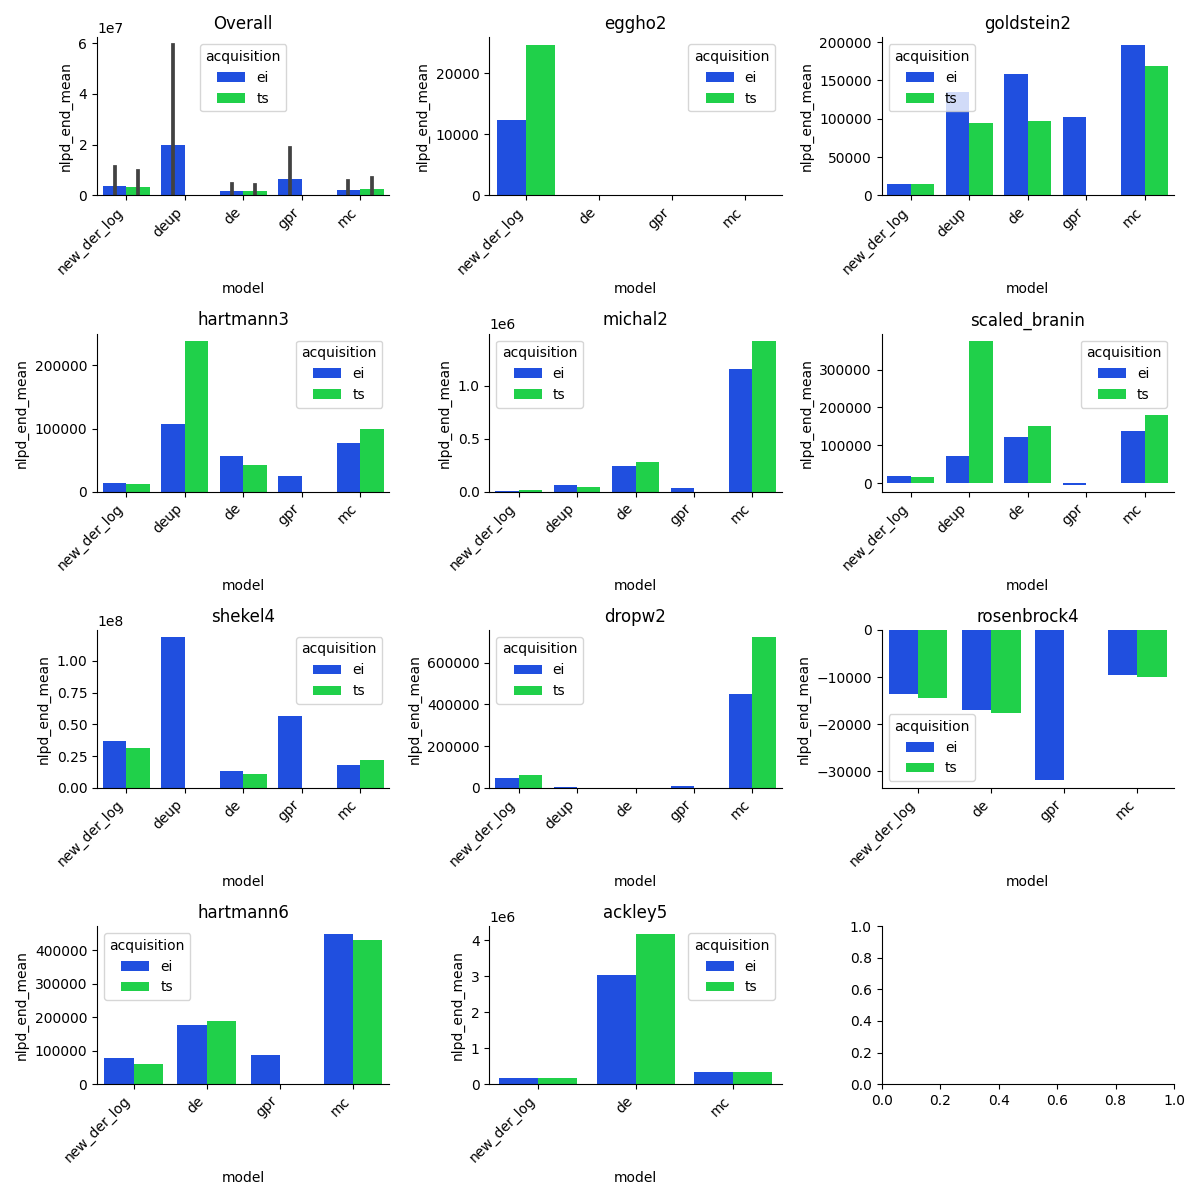 Overall
1e7
nlpd_end_mean
6
4
2
0
acquisition
ei
ts
new_der_log
deup
de
gpr
mc
model
eggho2
nlpd_end_mean
20000
10000
0
acquisition
ei
ts
new_der_log
de
gpr
mc
model
goldstein2
nlpd_end_mean
200000
150000
100000
50000
0
acquisition
ei
ts
new_der_log
deup
de
gpr
mc
model
hartmann3
nlpd_end_mean
200000
100000
0
acquisition
ei
ts
new_der_log
deup
de
gpr
mc
model
michal2
1e6
nlpd_end_mean
1.0
0.5
0.0
acquisition
ei
ts
new_der_log
deup
de
gpr
mc
model
scaled_branin
nlpd_end_mean
300000
200000
100000
0
acquisition
ei
ts
new_der_log
deup
de
gpr
mc
model
shekel4
1e8
nlpd_end_mean
1.00
0.75
0.50
0.25
0.00
acquisition
ei
ts
new_der_log
deup
de
gpr
mc
model
dropw2
nlpd_end_mean
600000
400000
200000
0
acquisition
ei
ts
new_der_log
deup
de
gpr
mc
model
rosenbrock4
nlpd_end_mean
0
−10000
−20000
−30000
acquisition
ei
ts
new_der_log
de
gpr
mc
model
hartmann6
nlpd_end_mean
400000
300000
200000
100000
0
acquisition
ei
ts
new_der_log
de
gpr
mc
model
ackley5
1e6
nlpd_end_mean
4
3
2
1
0
acquisition
ei
ts
new_der_log
de
mc
model
1.0
0.8
0.6
0.4
0.2
0.0
0.0 0.2 0.4 0.6 0.8 1.0